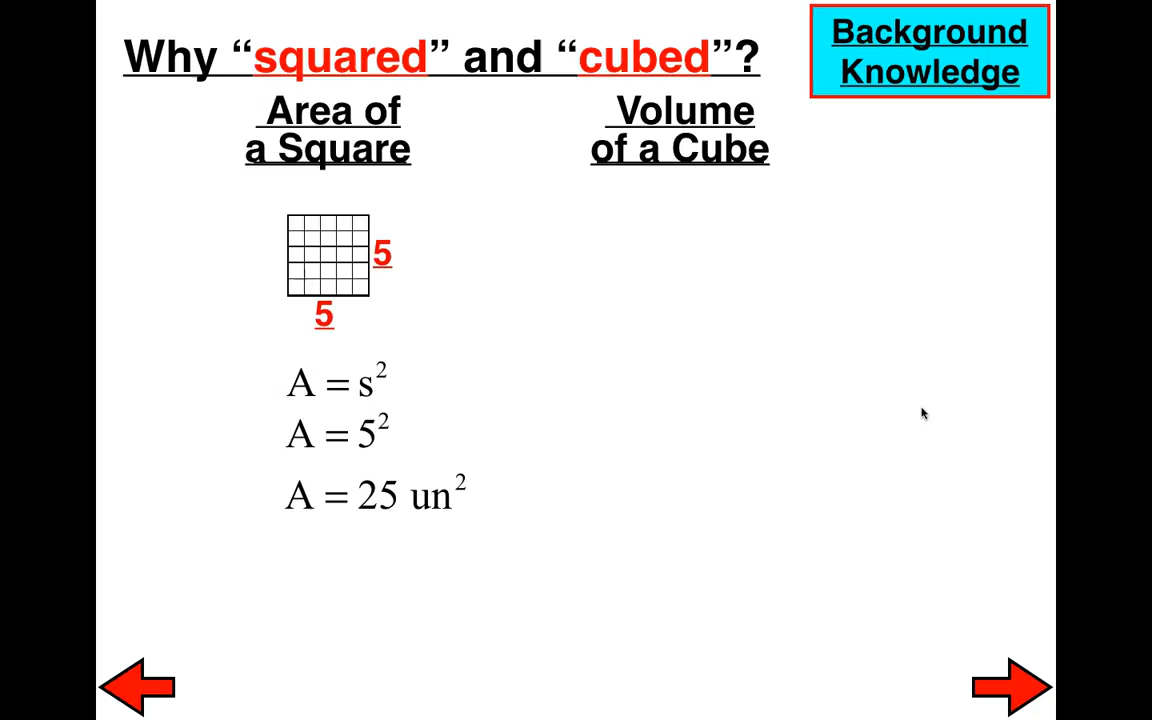 Why “squared” and “cubed”?
Background
Knowledge
Area of
a Square
Volume
of a Cube
5
5
A = s²
A = 5²
A = 25 un²